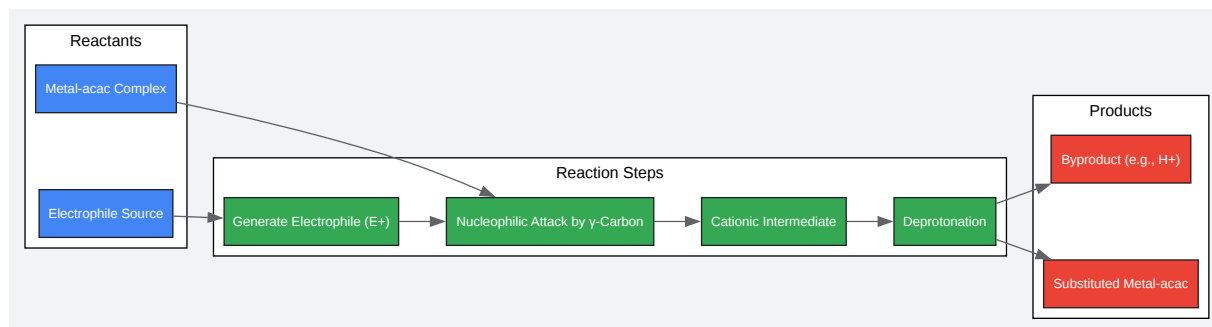 Reactants
Metal-acac Complex
Electrophile Source
Reaction Steps
Generate Electrophile (E+)
Nucleophilic Attack by γ-Carbon
Cationic Intermediate
Deprotonation
Products
Byproduct (e.g., H+)
Substituted Metal-acac